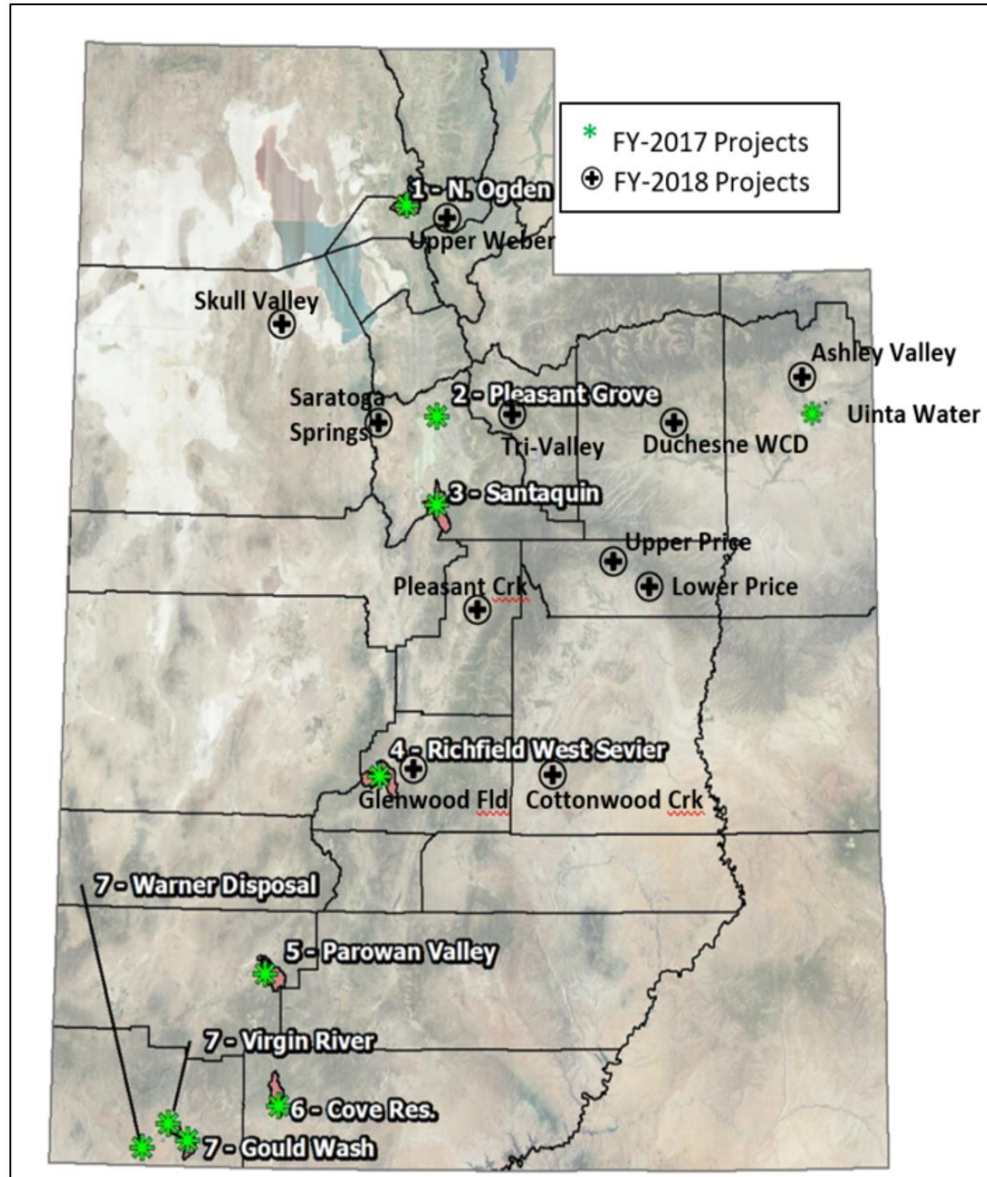 FY-2017 Projects
FY-2018 Projects
1 - N. Ogden
Upper Weber
Skull Valley
Ashley Valley
Saratoga
Springs
2 - Pleasant Grove
Tri-Valley
Duchesne WCD
Uinta Water
3 - Santaquin
Upper Price
Lower Price
Pleasant Crk
4 - Richfield West Sevier
Glenwood Fld
Cottonwood Crk
7 - Warner Disposal
5 - Parowan Valley
7 - Virgin River
6 - Cove Res.
7 - Gould Wash